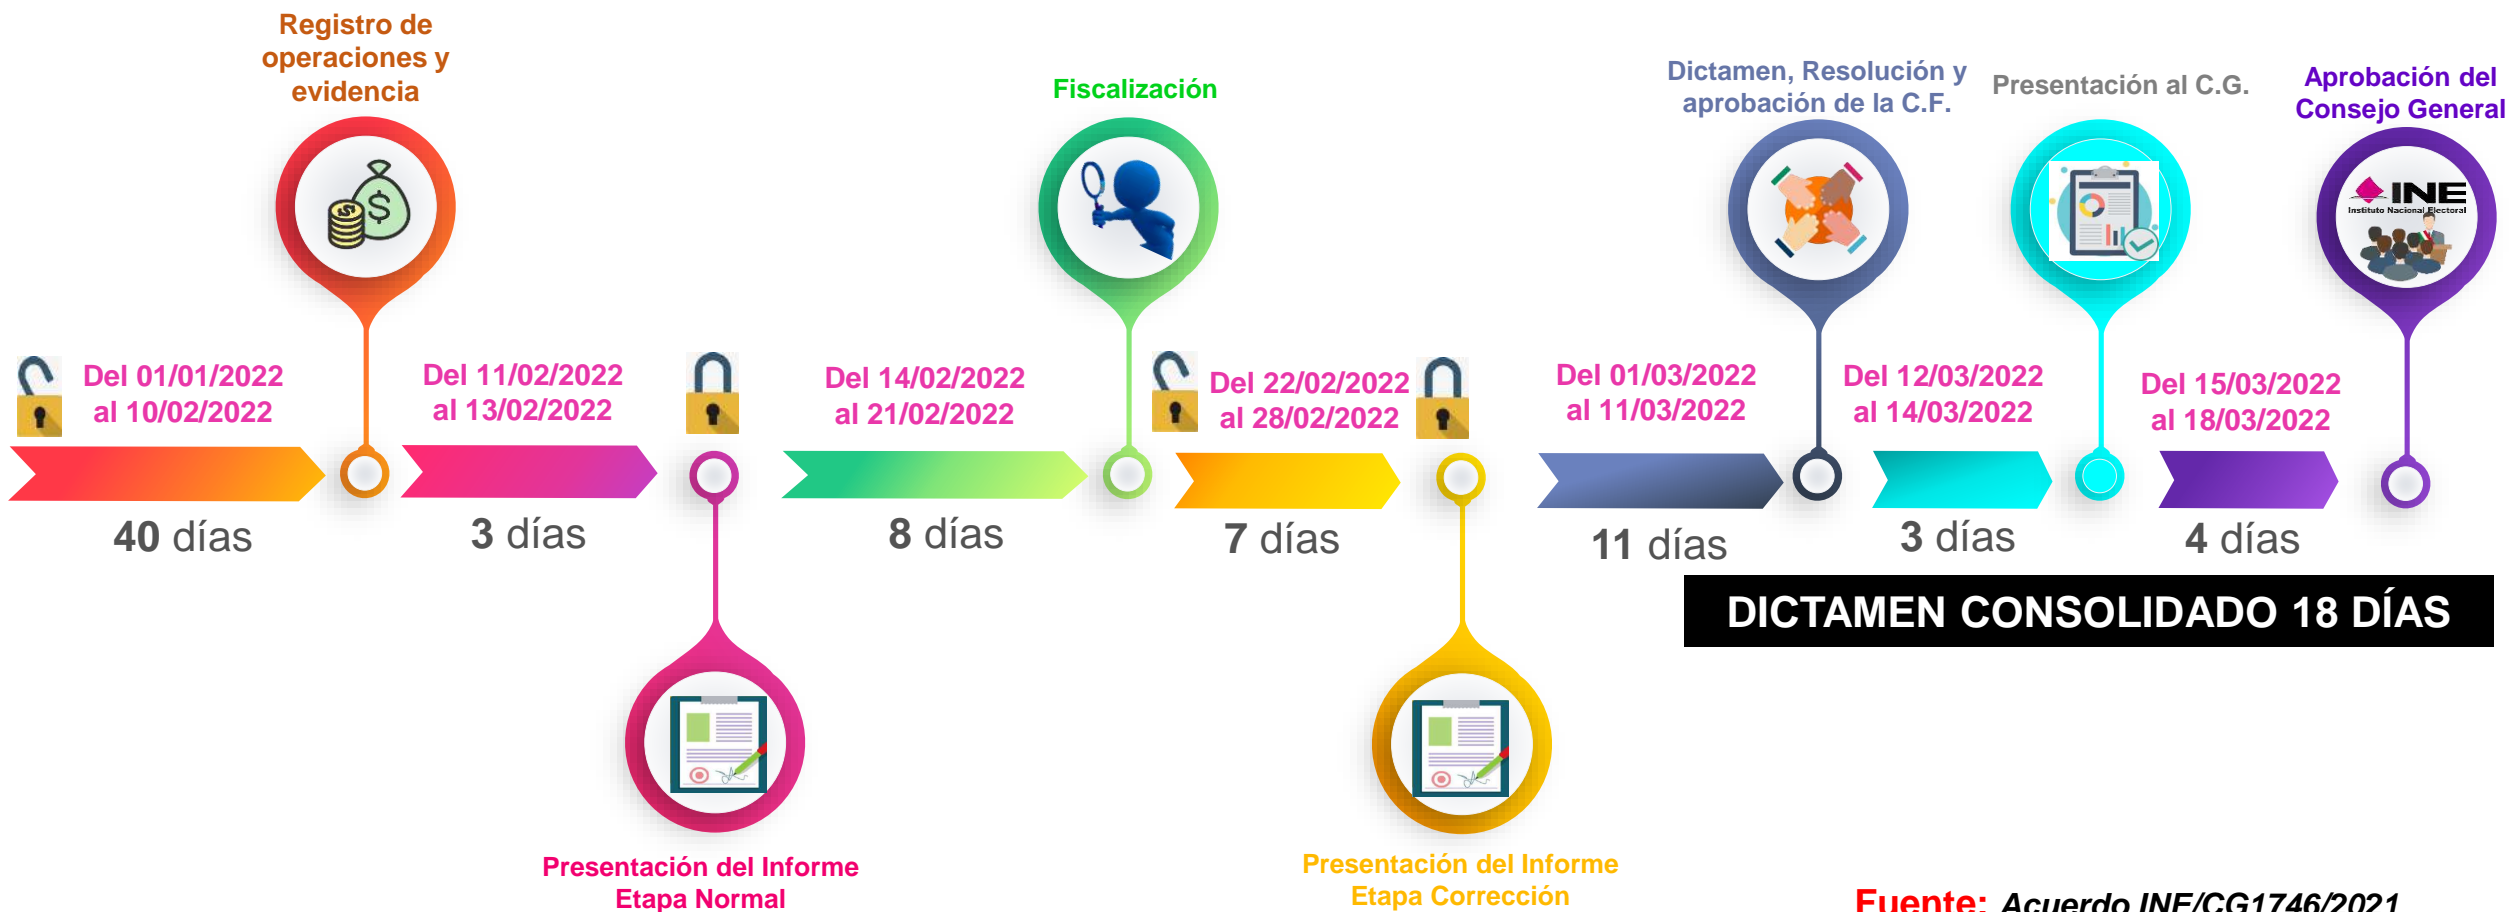 Registro de
operaciones y
evidencia
Fiscalización
Dictamen, Resolución y
aprobación de la C.F.
Presentación al C.G.
Aprobación del
Consejo General
INE
Instituto Nacional Electoral
$
$
Del 01/01/2022
al 10/02/2022
Del 11/02/2022
al 13/02/2022
Del 14/02/2022
al 21/02/2022
Del 22/02/2022
al 28/02/2022
Del 01/03/2022
al 11/03/2022
Del 12/03/2022
al 14/03/2022
Del 15/03/2022
al 18/03/2022
40 días
3 días
8 días
7 días
11 días
3 días
4 días
DICTAMEN CONSOLIDADO 18 DÍAS
Presentación del Informe
Etapa Normal
Presentación del Informe
Etapa Corrección
Fuente: Acuerdo INE/CG1746/2021